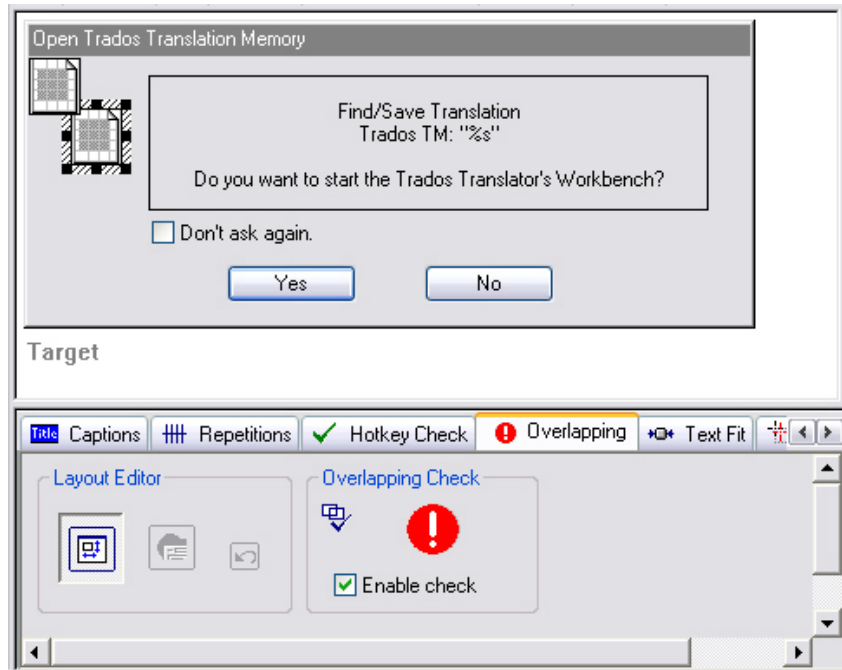 Open Trados Translation Memory
Find/Save Translation
Trados TM: "%s"
Do you want to start the Trados Translator's Workbench?
Don't ask again.
Yes No
Target
Title Captions Repetitions Hotkey Check Overlapping Text Fit
Layout Editor Overlapping Check
Enable check